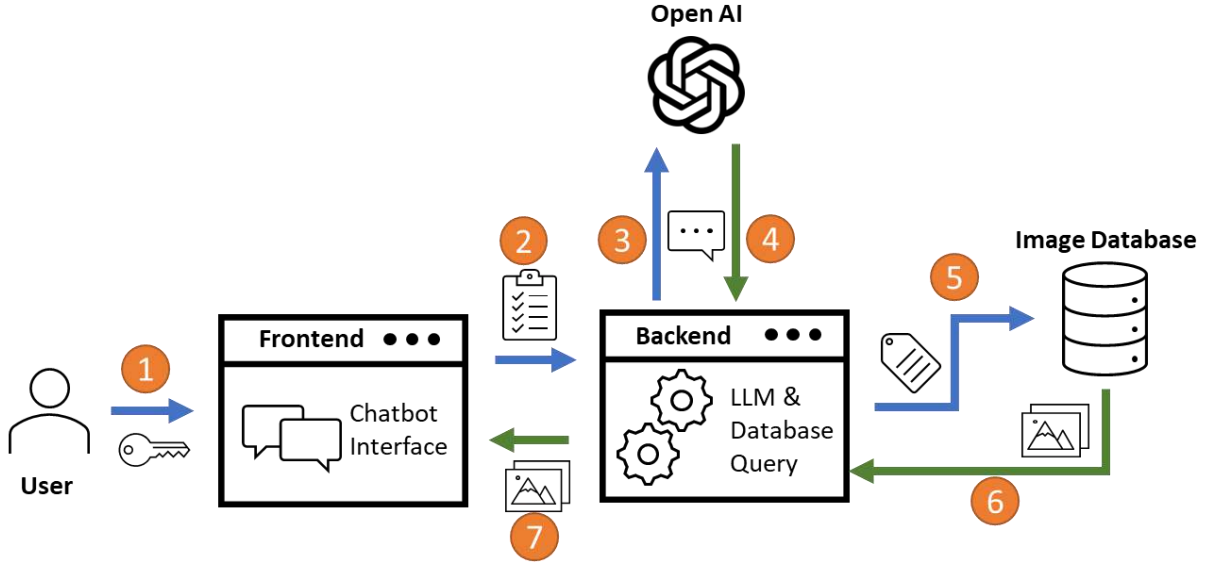 Open AI
2
3
4
Image Database
5
Frontend
Backend
1
Chatbot
Interface
LLM &
Database
Query
User
7
6